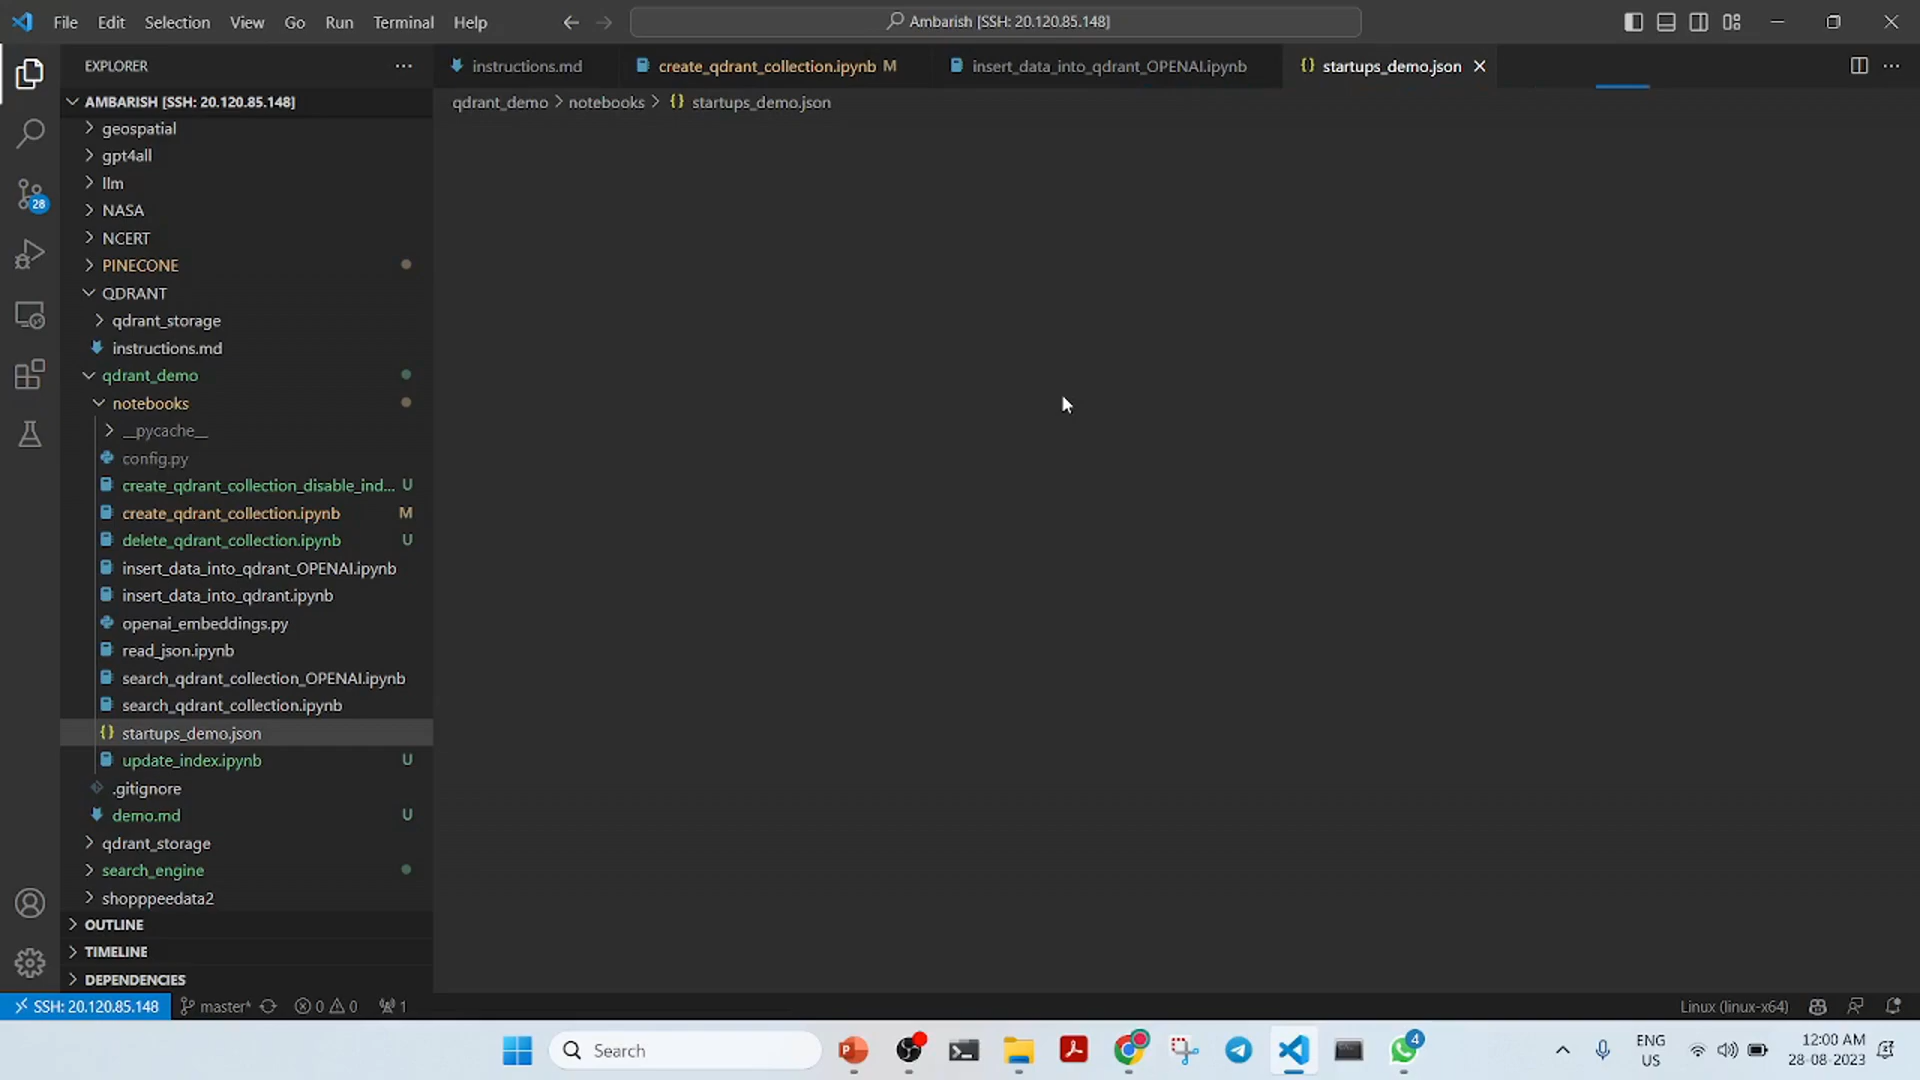 File Edit Selection View Go Run Terminal Help
Ambarish [SSH: 20.120.85.148]
EXPLORER
instructions.md
create_qdrant_collection.ipynb M
insert_data_into_qdrant_OPENAI.ipynb
{} startups_demo.json
AMBARISH [SSH: 20.120.85.148]
qdrant_demo > notebooks > {} startups_demo.json
geospatial
gpt4all
llm
NASA
NCERT
PINECONE
QDRANT
qdrant_storage
instructions.md
qdrant_demo
notebooks
__pycache__
config.py
create_qdrant_collection_disable_ind... U
create_qdrant_collection.ipynb M
delete_qdrant_collection.ipynb U
insert_data_into_qdrant_OPENAI.ipynb
insert_data_into_qdrant.ipynb
openai_embeddings.py
read_json.ipynb
search_qdrant_collection_OPENAI.ipynb
search_qdrant_collection.ipynb
{} startups_demo.json
update_index.ipynb U
.gitignore
demo.md U
qdrant_storage
search_engine
shopppeedata2
OUTLINE
TIMELINE
DEPENDENCIES
28
SSH: 20.120.85.148 master* 0 0 1
Linux (linux-x64)
Search
4
ENG
US
12:00 AM
28-08-2023